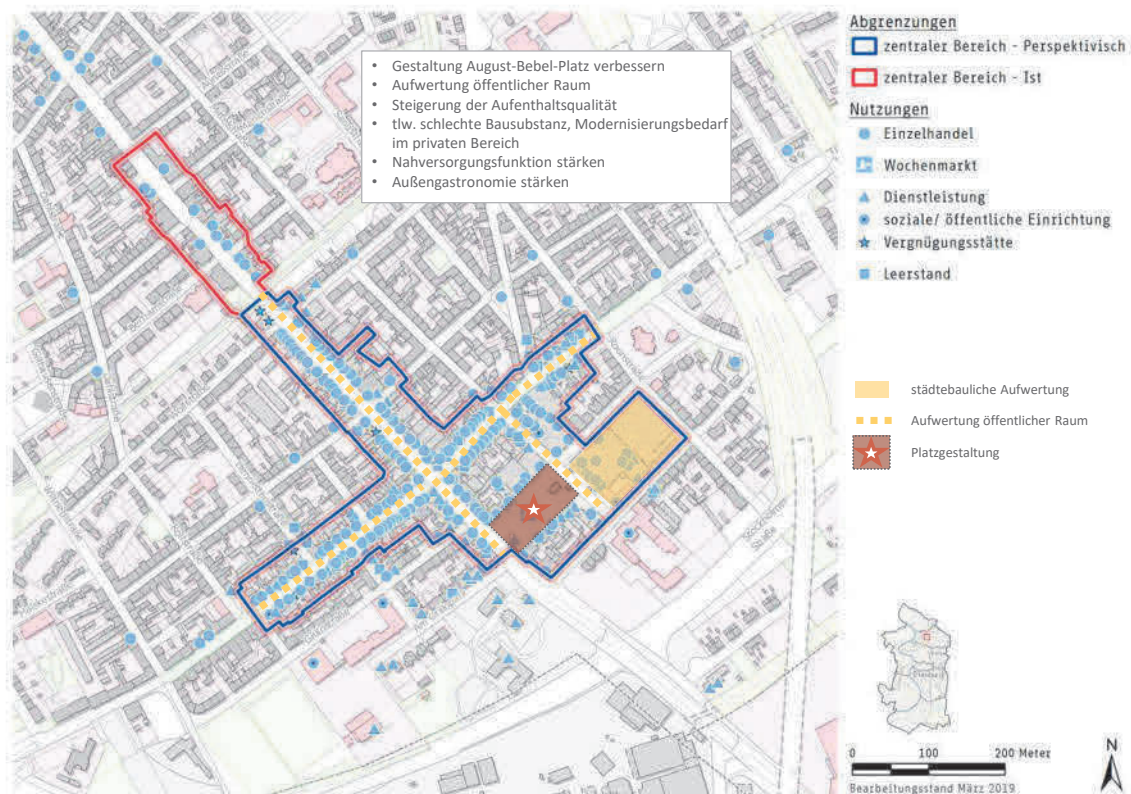 • Gestaltung August-Bebel-Platz verbessern
• Aufwertung öffentlicher Raum
• Steigerung der Aufenthaltsqualität
• tlw. schlechte Bausubstanz, Modernisierungsbedarf
im privaten Bereich
• Nahversorgungsfunktion stärken
• Außengastronomie stärken
Abgrenzungen
zentraler Bereich - Perspektivisch
zentraler Bereich - Ist
Nutzungen
Einzelhandel
Wochenmarkt
Dienstleistung
soziale/ öffentliche Einrichtung
Vergnügungsstätte
Leerstand
städtebauliche Aufwertung
Aufwertung öffentlicher Raum
Platzgestaltung
0 100 200 Meter
Bearbeitungsstand März 2019
N